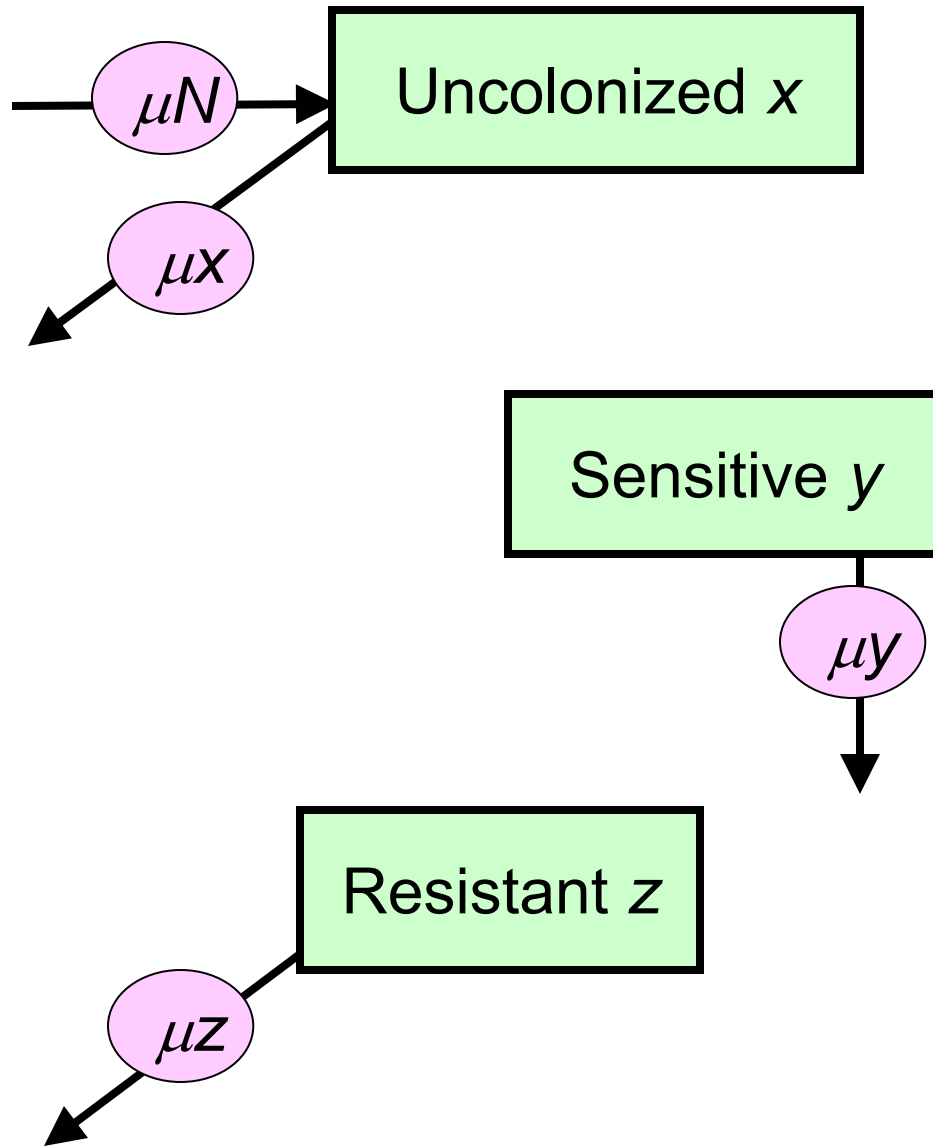 μN
Uncolonized x
μx
Sensitive y
μy
Resistant z
μz